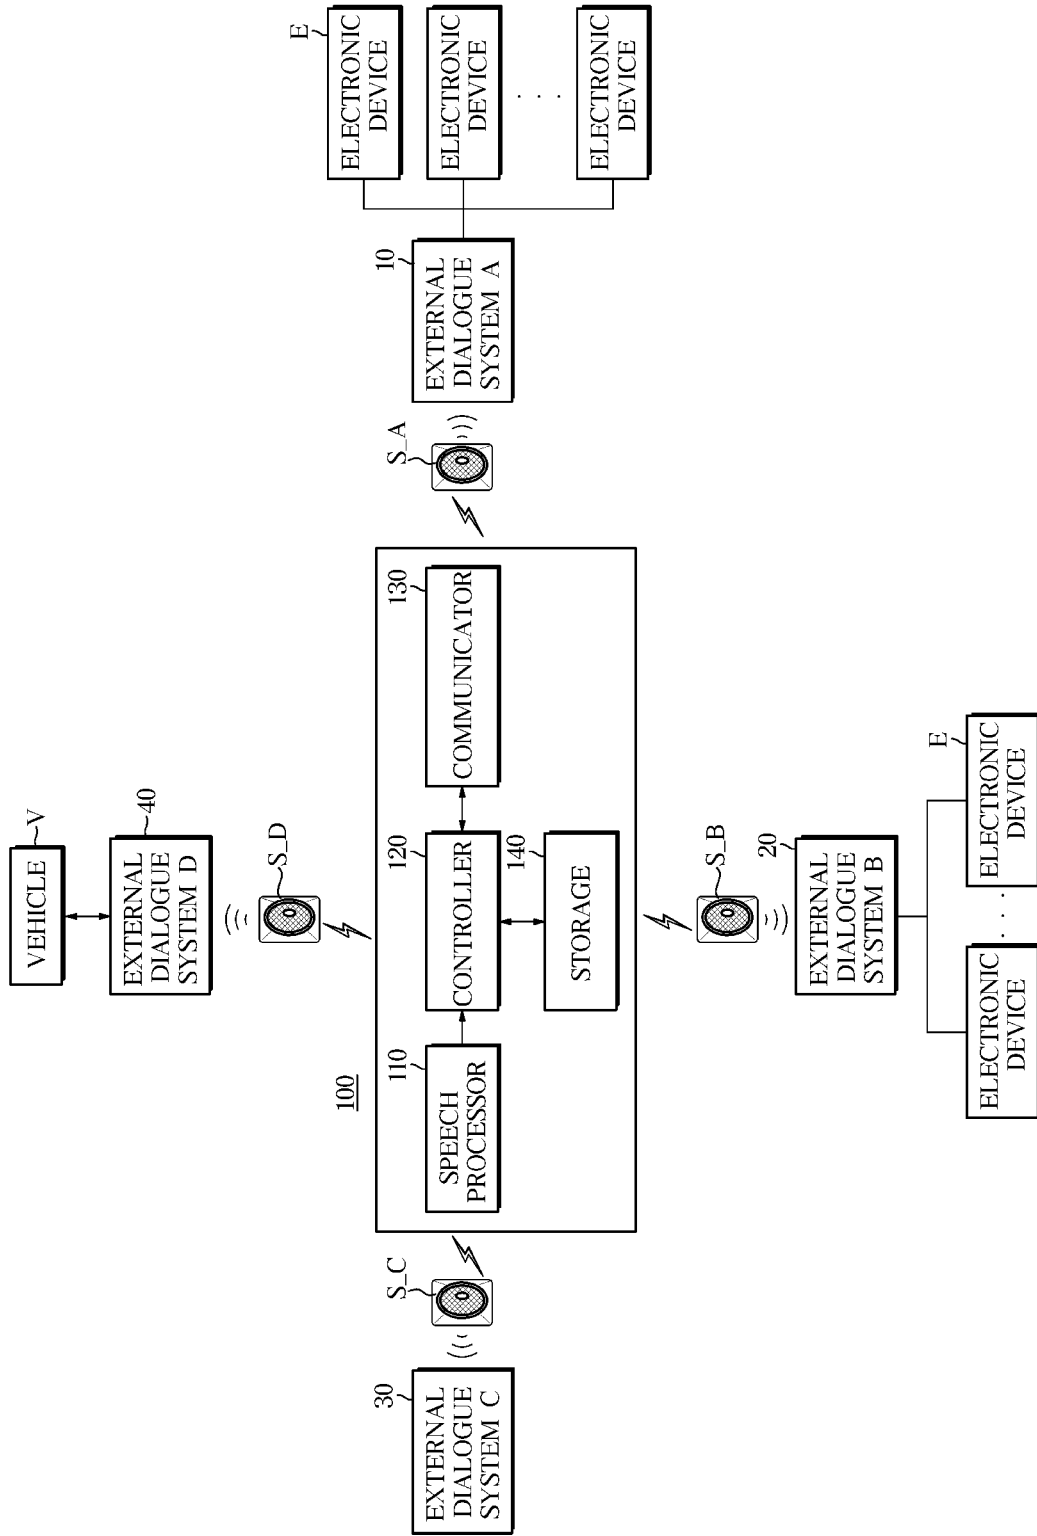 VEHICLE
V
EXTERNAL
DIALOGUE
SYSTEM D
40
S_D
100
SPEECH
PROCESSOR
110
CONTROLLER
120
COMMUNICATOR
130
STORAGE
140
EXTERNAL
DIALOGUE
SYSTEM C
30
S_C
S_A
EXTERNAL
DIALOGUE
SYSTEM A
10
ELECTRONIC
DEVICE
E
ELECTRONIC
DEVICE
. . .
ELECTRONIC
DEVICE
S_B
EXTERNAL
DIALOGUE
SYSTEM B
20
ELECTRONIC
DEVICE
. . .
ELECTRONIC
DEVICE
E